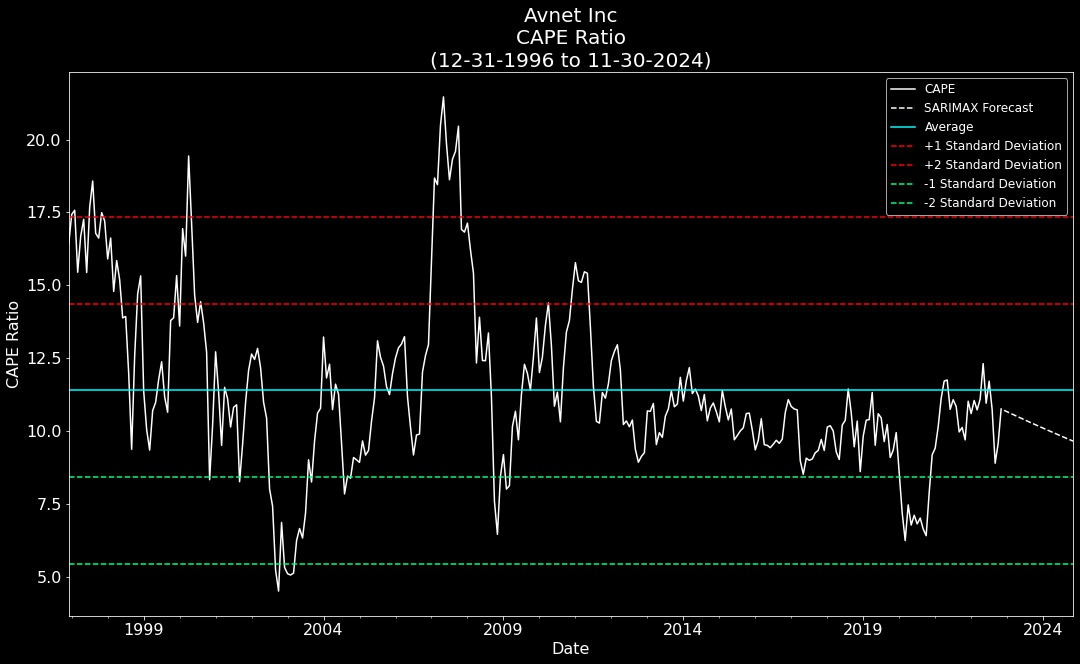 Avnet Inc
CAPE Ratio
(12-31-1996 to 11-30-2024)
CAPE
SARIMAX Forecast
Average
+1 Standard Deviation
+2 Standard Deviation
-1 Standard Deviation
-2 Standard Deviation
CAPE Ratio
20.0
17.5
15.0
12.5
10.0
7.5
5.0
1999 2004 2009 2014 2019 2024
Date